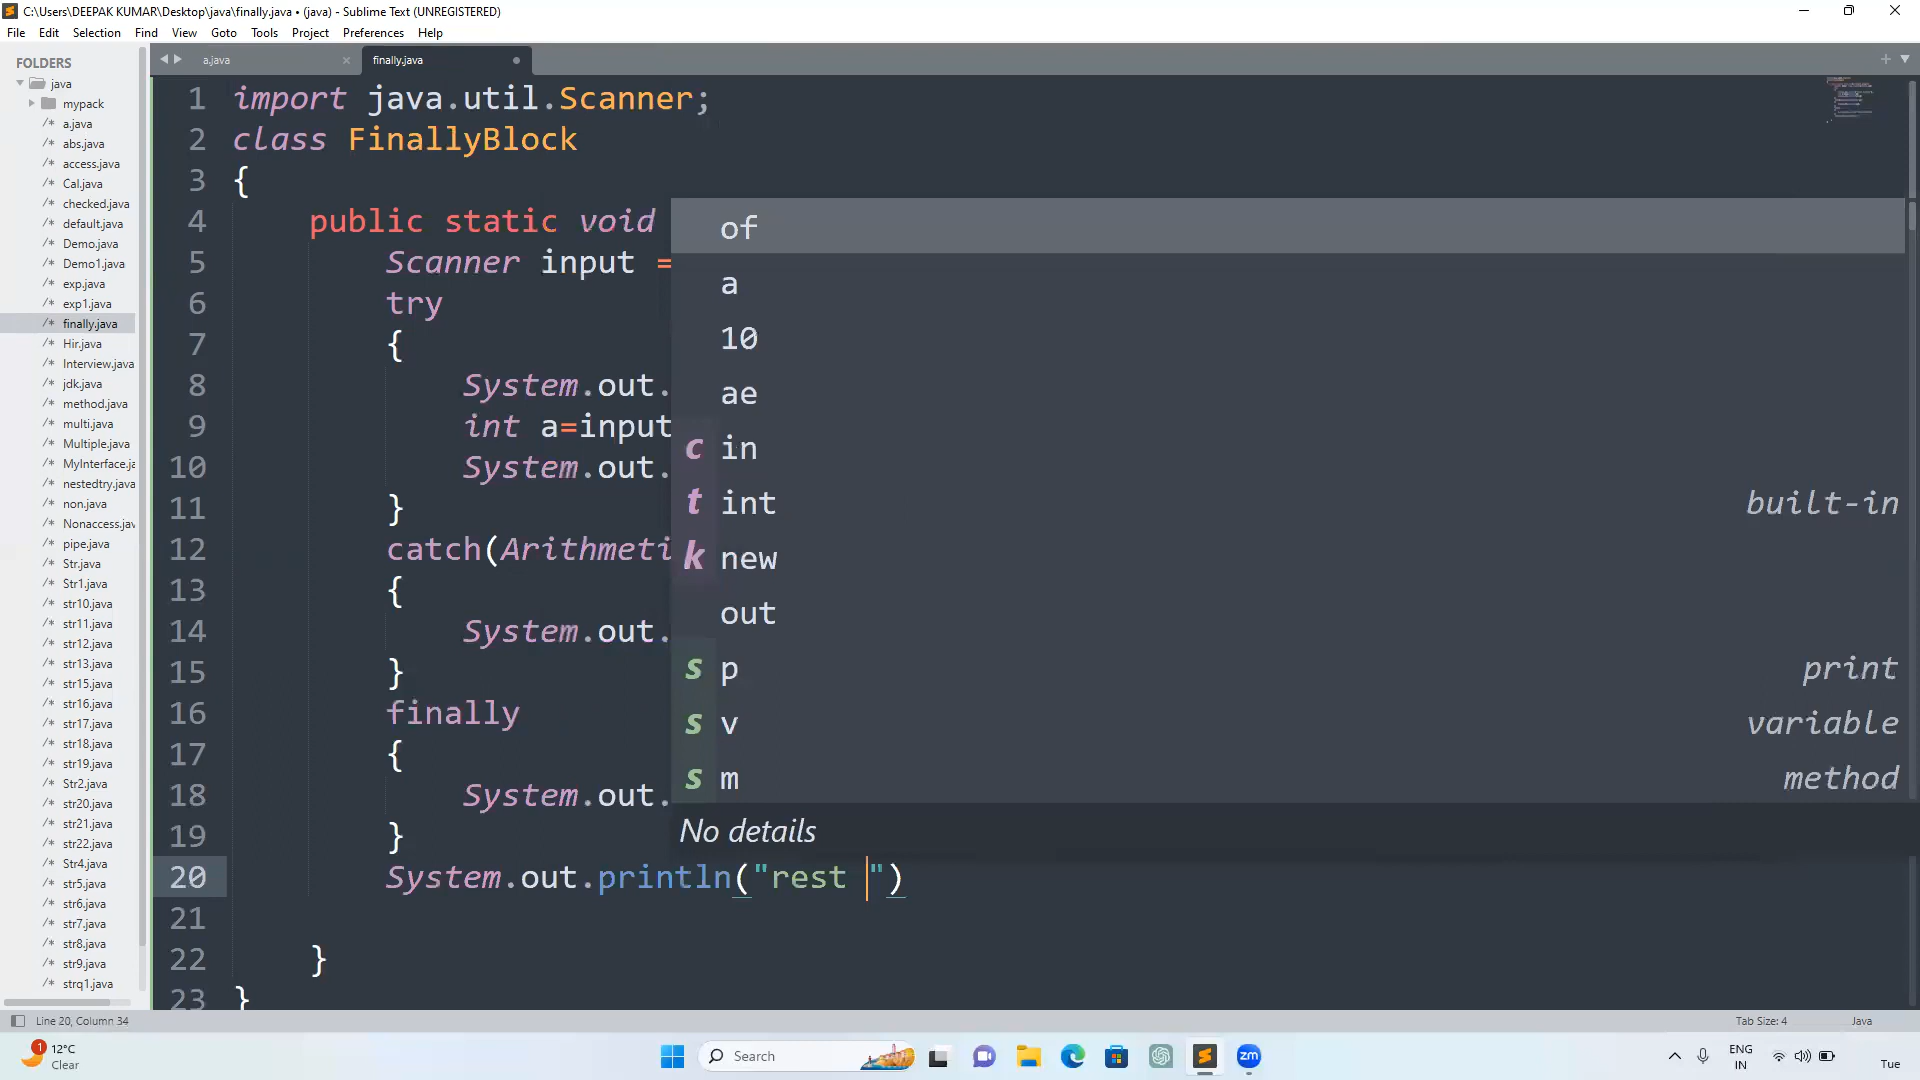 C:\Users\DEEPAK KUMAR\Desktop\java\finally.java • (java) - Sublime Text (UNREGISTERED)
File Edit Selection Find View Goto Tools Project Preferences Help
FOLDERS
java
mypack
a.java
abs.java
access.java
Cal.java
checked.java
default.java
Demo.java
Demo1.java
exp.java
exp1.java
finally.java
Hir.java
Interview.java
jdk.java
method.java
multi.java
Multiple.java
MyInterface.ja
nestedtry.java
non.java
Nonaccess.jav
pipe.java
Str.java
Str1.java
str10.java
str11.java
str12.java
str13.java
str15.java
str16.java
str17.java
str18.java
str19.java
Str2.java
str20.java
str21.java
str22.java
Str4.java
str5.java
str6.java
str7.java
str8.java
str9.java
strq1.java
a.java
finally.java
1 import java.util.Scanner;
2 class FinallyBlock
3 {
4 public static void
5 Scanner input =
6 try
7 {
8 System.out.
9 int a=input
10 System.out.
11 }
12 catch(Arithmeti
13 {
14 System.out.
15 }
16 finally
17 {
18 System.out.
19 }
20 System.out.println("rest ")
21
22 }
23 }
of
a
10
ae
c in
t int built-in
k new
out
s p print
s v variable
s m method
No details
Line 20, Column 34
Tab Size: 4
Java
1
12°C
Clear
Search
zm
ENG
IN
Tue